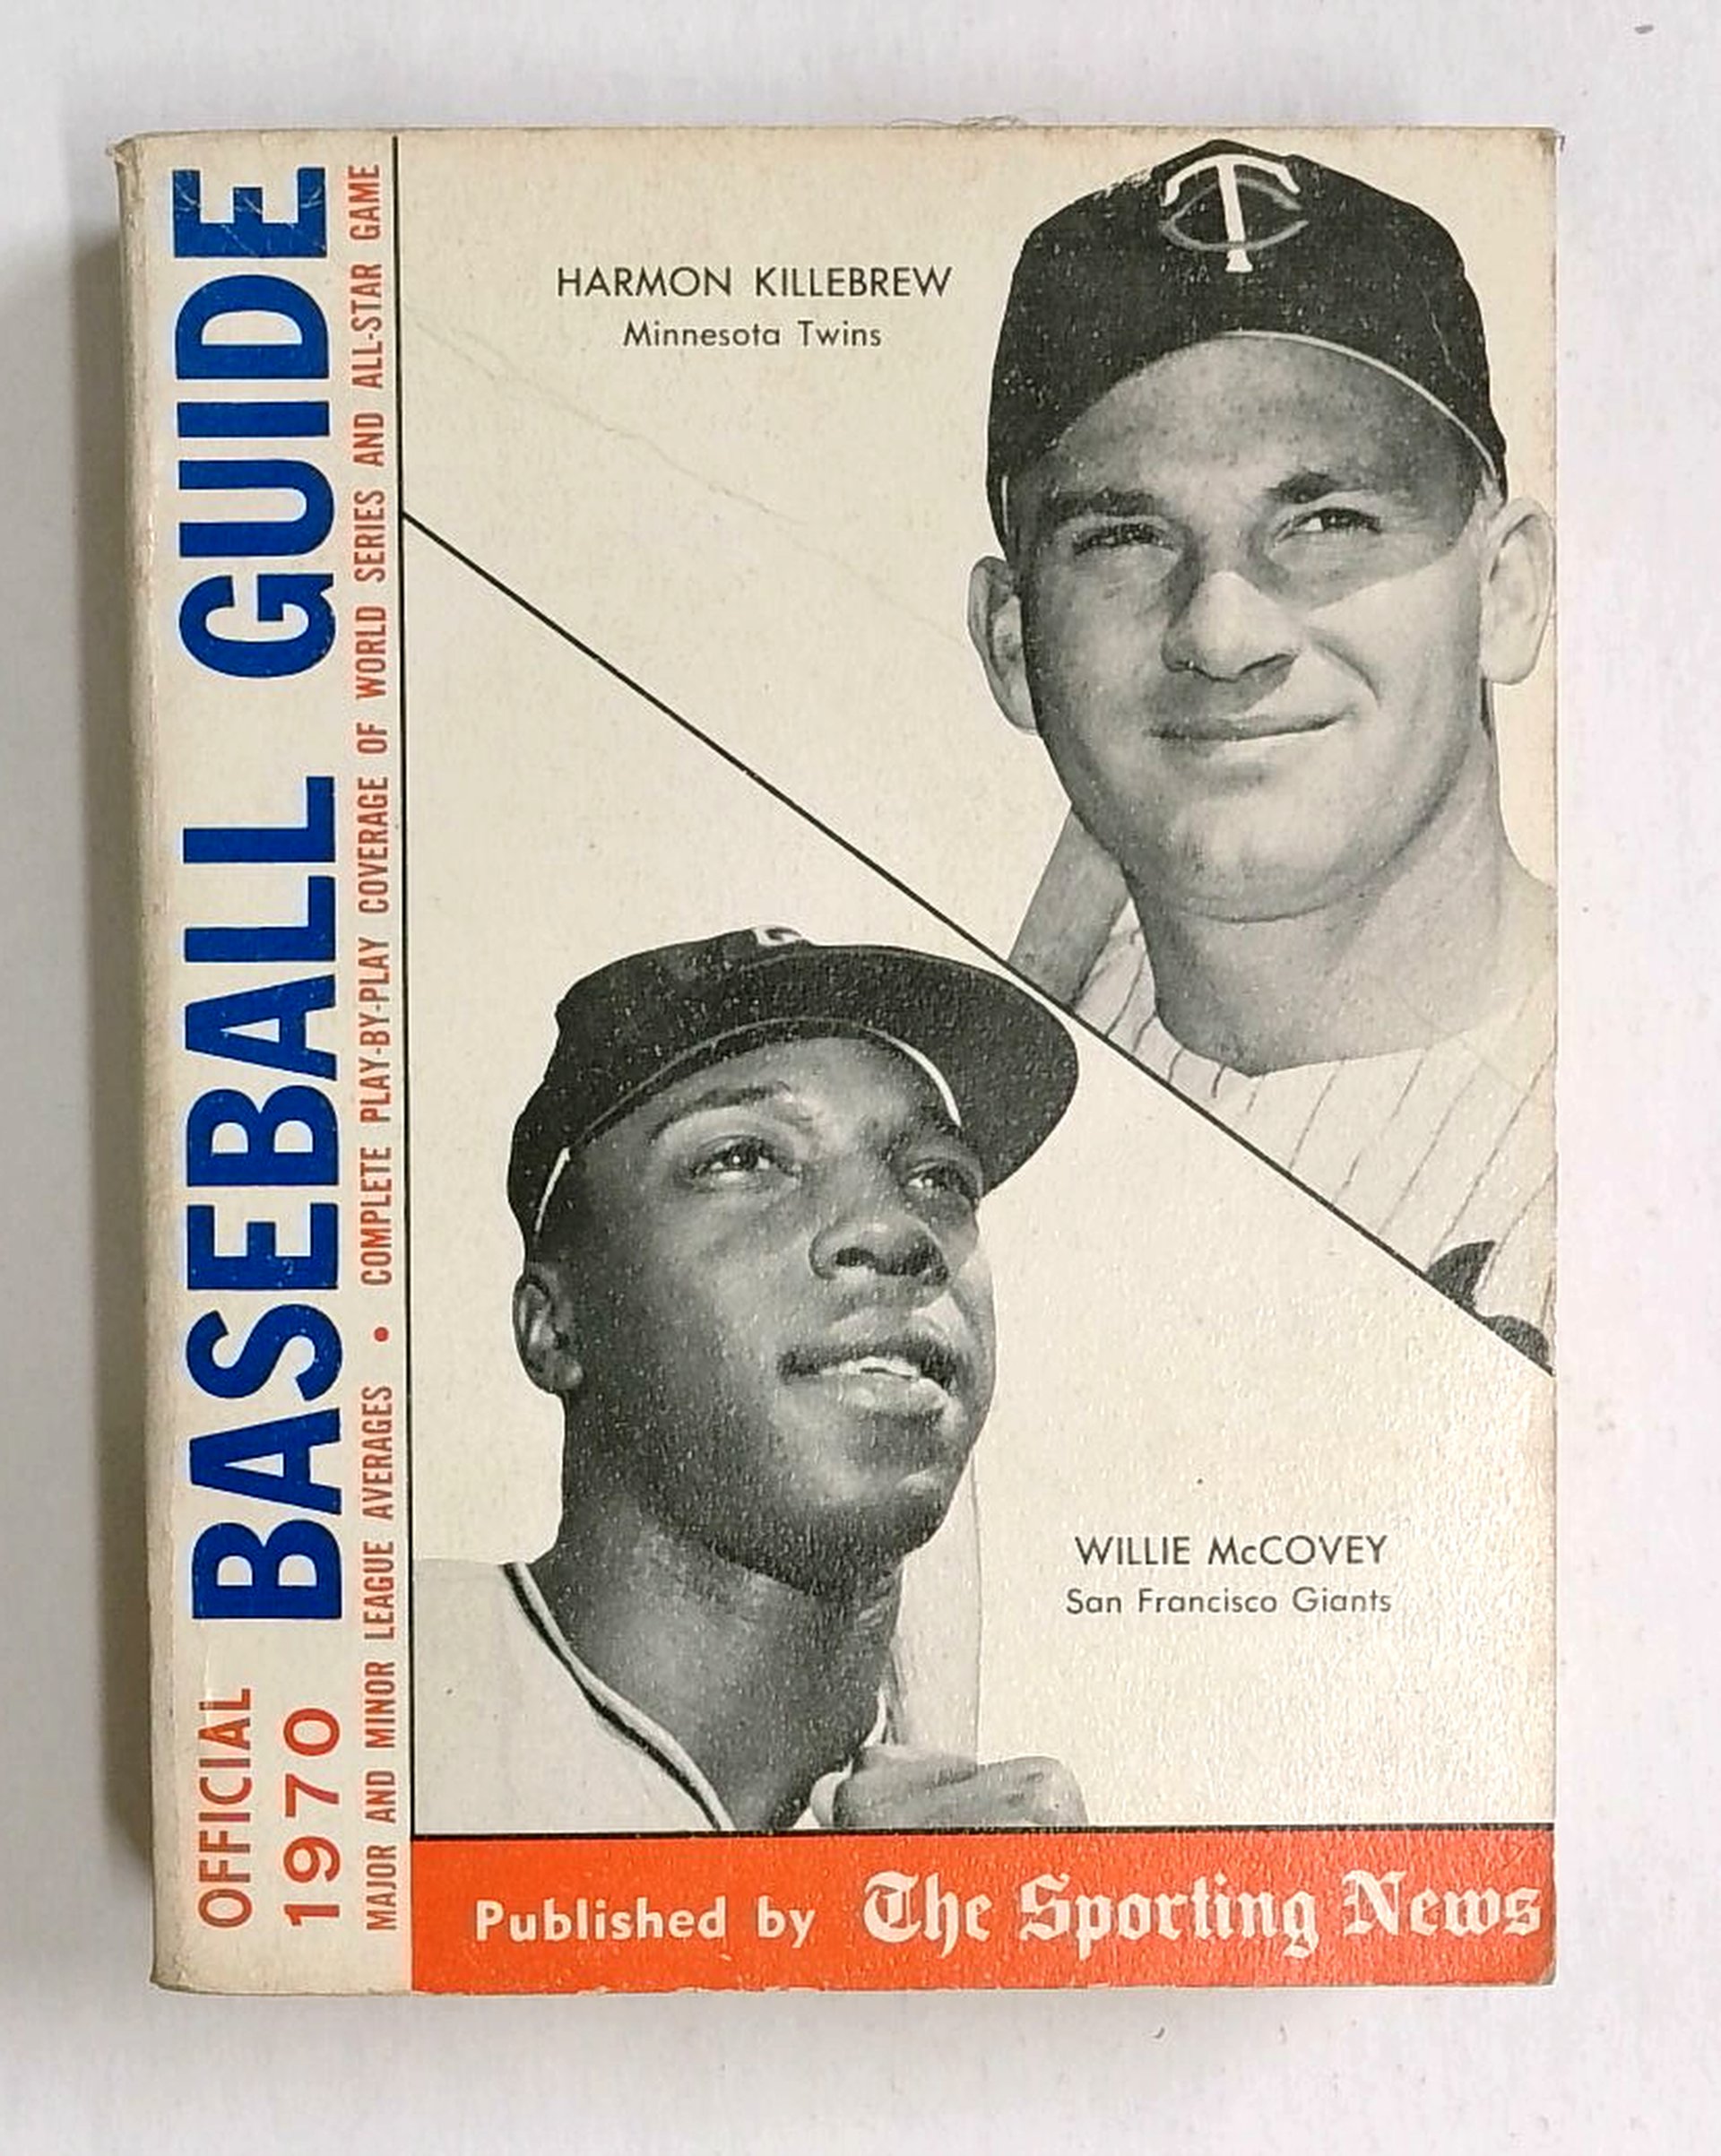 OFFICIAL
1970
BASEBALL GUIDE
MAJOR AND MINOR LEAGUE AVERAGES • COMPLETE PLAY-BY-PLAY COVERAGE OF WORLD SERIES AND ALL-STAR GAME
TC
HARMON KILLEBREW
Minnesota Twins
WILLIE McCOVEY
San Francisco Giants
Published by The Sporting News